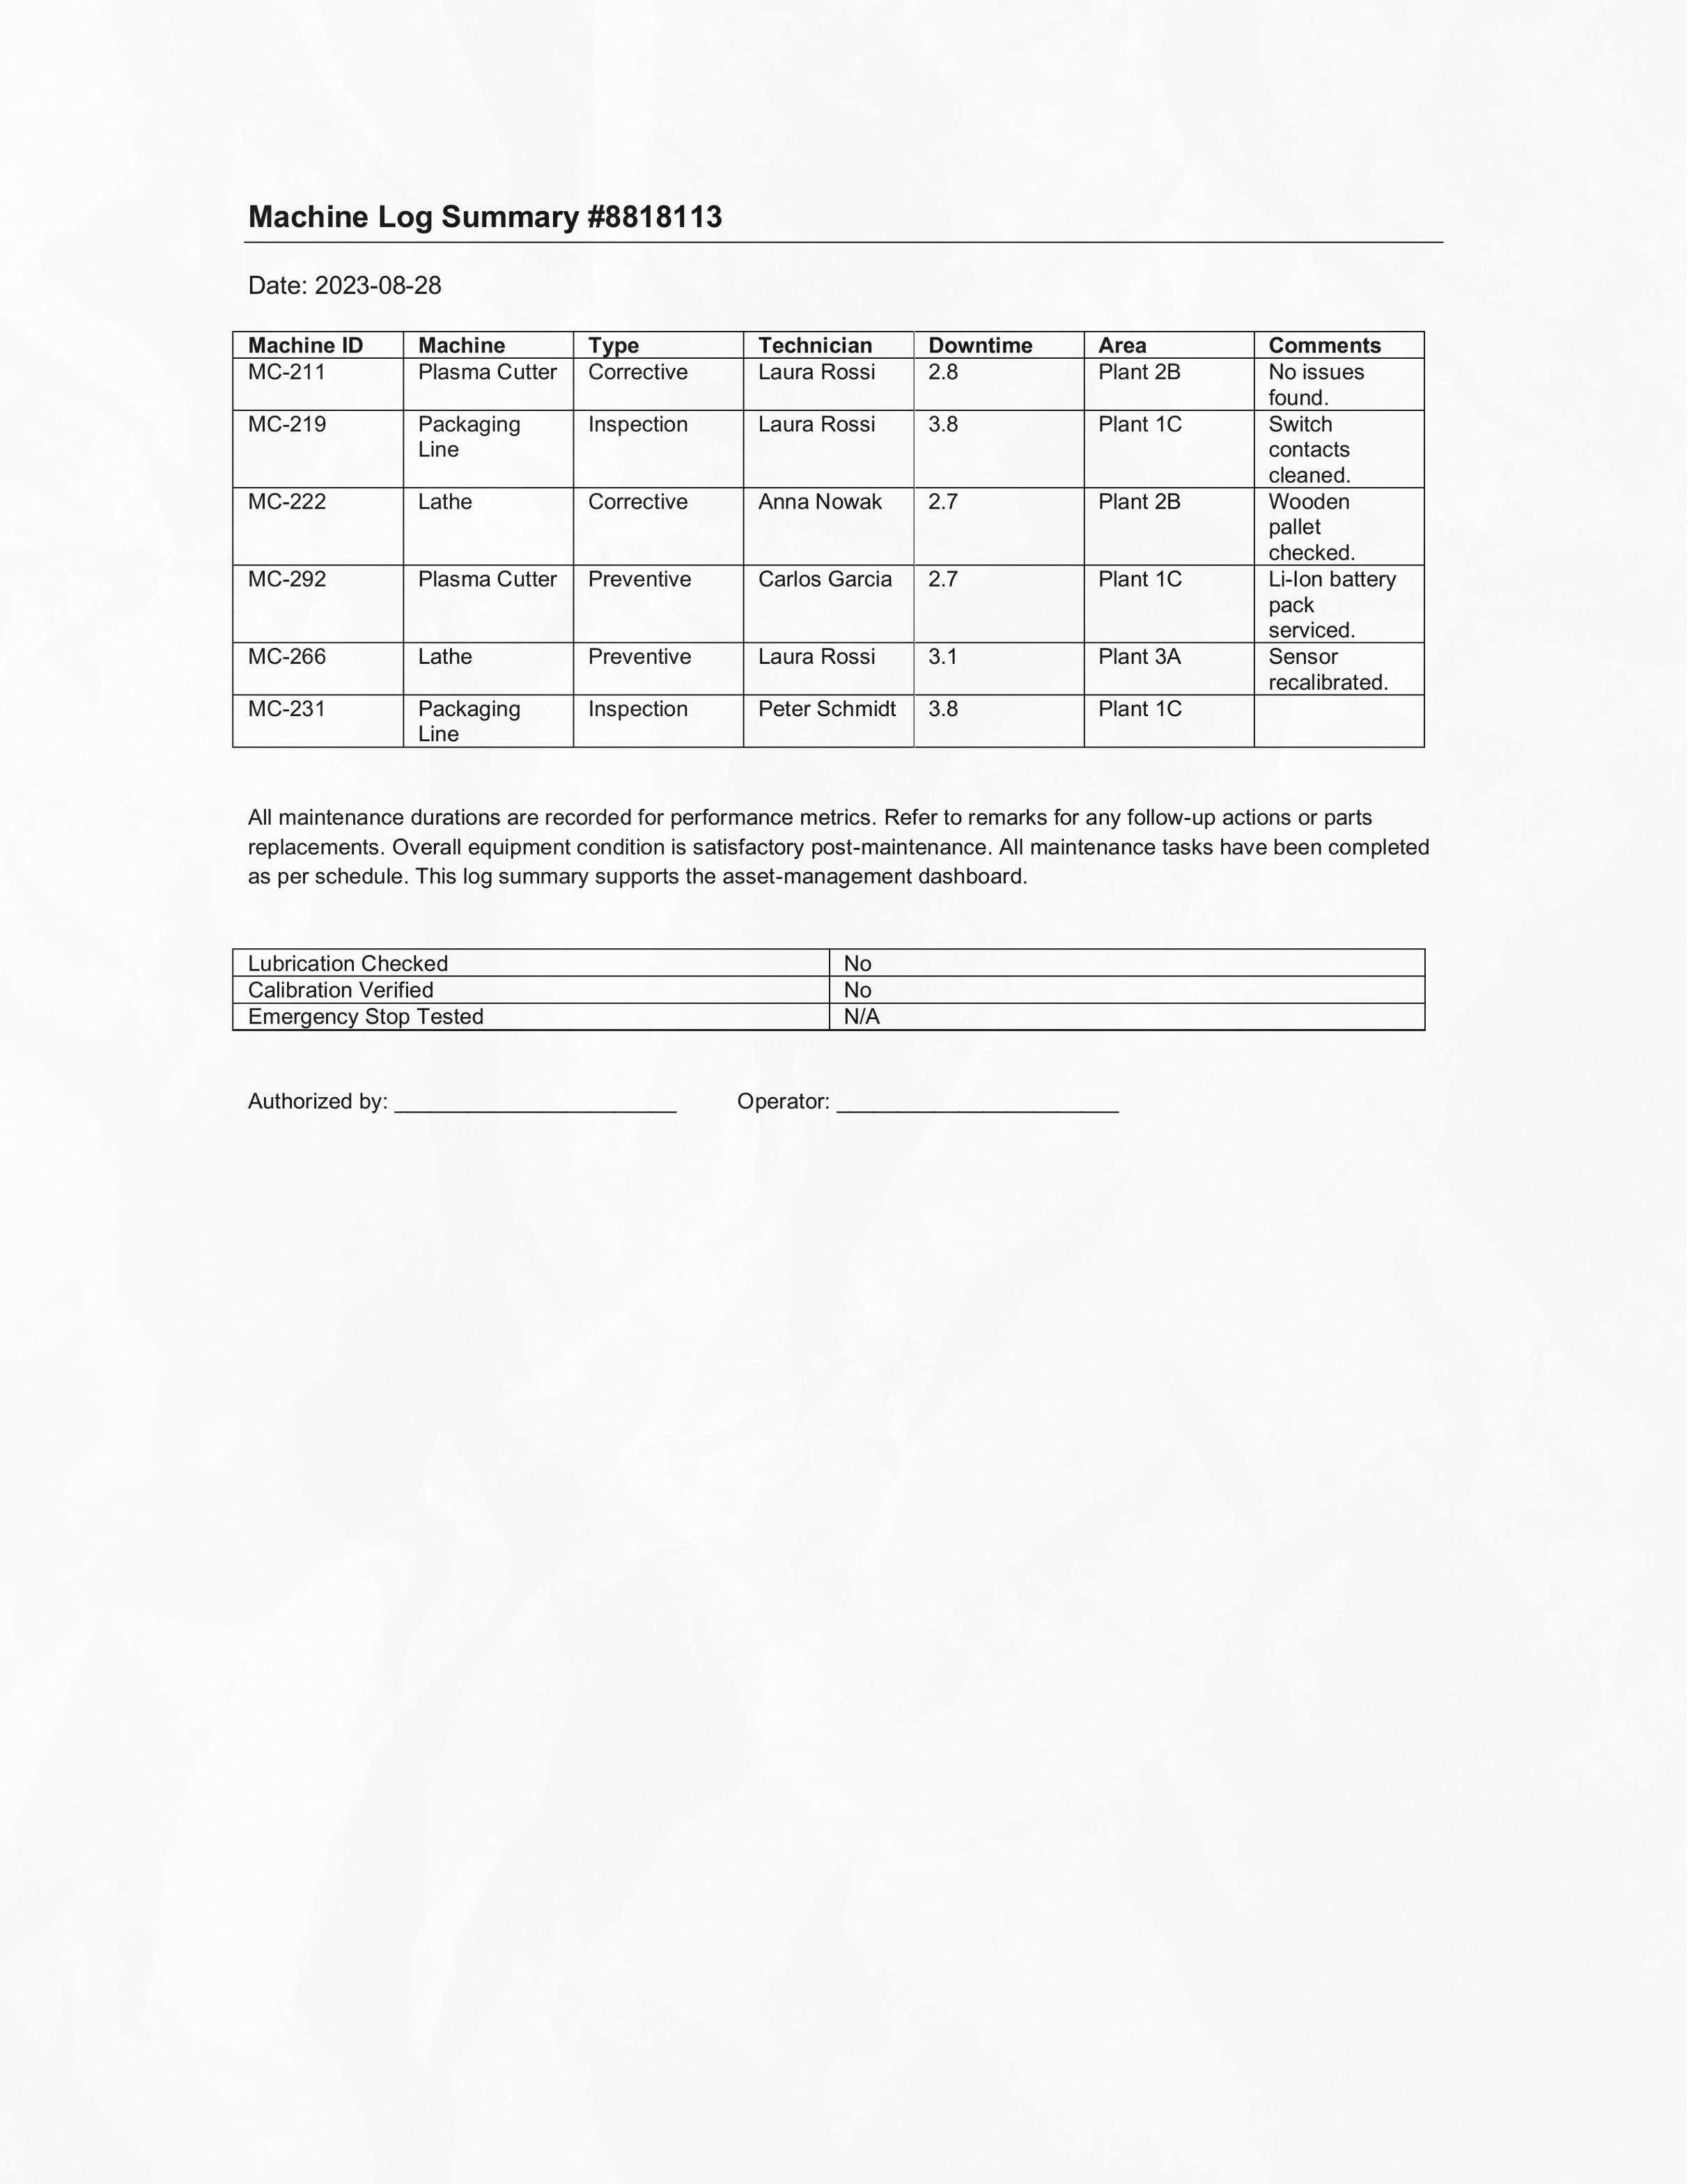 Machine Log Summary #8818113
Date: 2023-08-28
Machine ID Machine Type Technician Downtime Area Comments
MC-211 Plasma Cutter Corrective Laura Rossi 2.8 Plant 2B No issues
found.
MC-219 Packaging Inspection Laura Rossi 3.8 Plant 1C Switch
Line contacts
cleaned.
MC-222 Lathe Corrective Anna Nowak 2.7 Plant 2B Wooden
pallet
checked.
MC-292 Plasma Cutter Preventive Carlos Garcia 2.7 Plant 1C Li-Ion battery
pack
serviced.
MC-266 Lathe Preventive Laura Rossi 3.1 Plant 3A Sensor
recalibrated.
MC-231 Packaging Inspection Peter Schmidt 3.8 Plant 1C
Line
All maintenance durations are recorded for performance metrics. Refer to remarks for any follow-up actions or parts
replacements. Overall equipment condition is satisfactory post-maintenance. All maintenance tasks have been completed
as per schedule. This log summary supports the asset-management dashboard.
Lubrication Checked No
Calibration Verified No
Emergency Stop Tested N/A
Authorized by: _______________________ Operator: _______________________